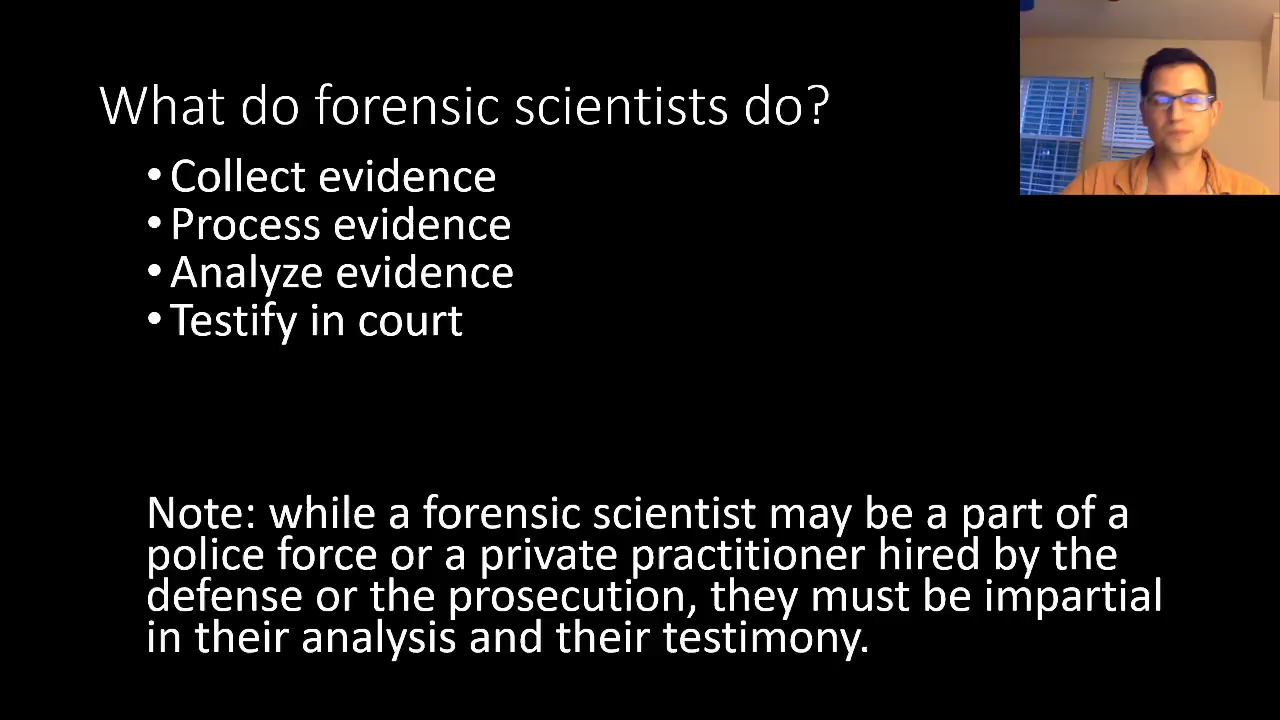 What do forensic scientists do?
• Collect evidence
• Process evidence
• Analyze evidence
• Testify in court
Note: while a forensic scientist may be a part of a
police force or a private practitioner hired by the
defense or the prosecution, they must be impartial
in their analysis and their testimony.